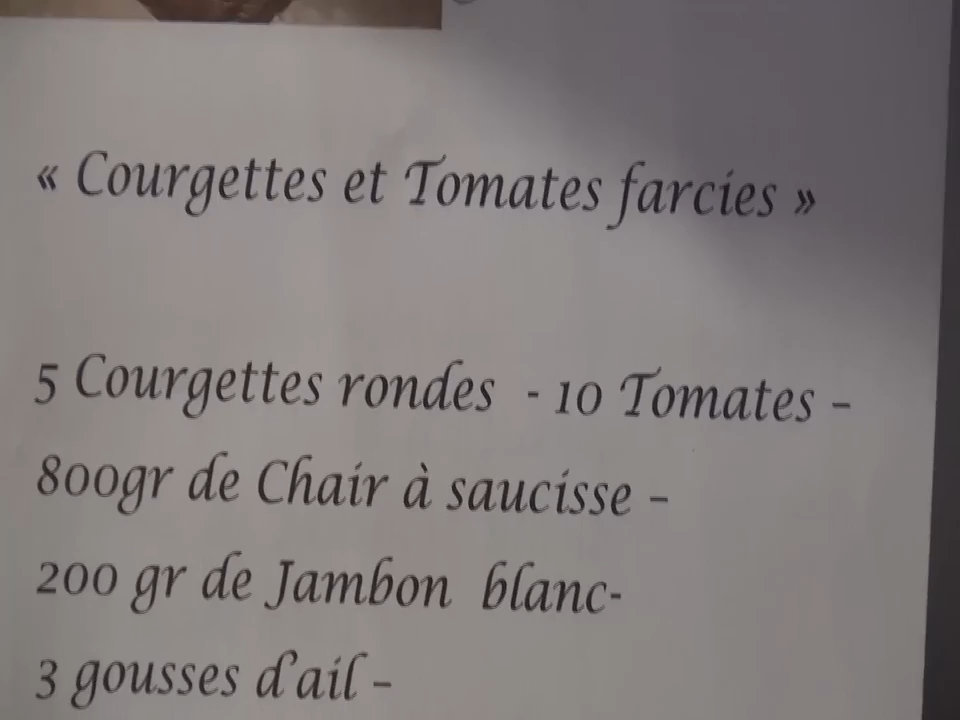 « Courgettes et Tomates farcies »
5 Courgettes rondes - 10 Tomates –
800gr de Chair à saucisse –
200 gr de Jambon blanc-
3 gousses d'ail –